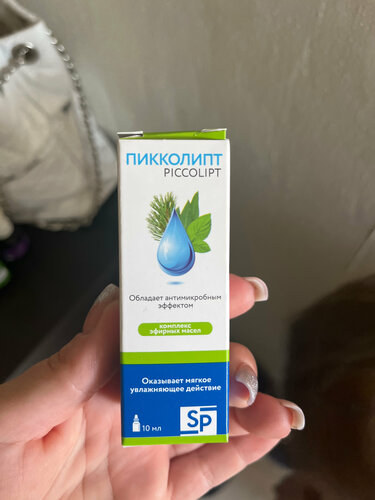 ПИККОЛИПТ
PICCOLIPT
Обладает антимикробным
эффектом
комплекс
эфирных масел
Оказывает мягкое
увлажняющее действие
10 мл
SP